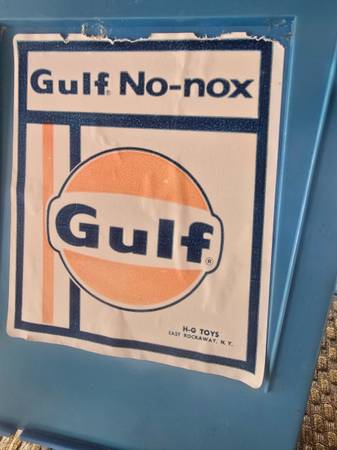 Gulf No-nox
Gulf®
H-G TOYS
EAST ROCKAWAY, N.Y.